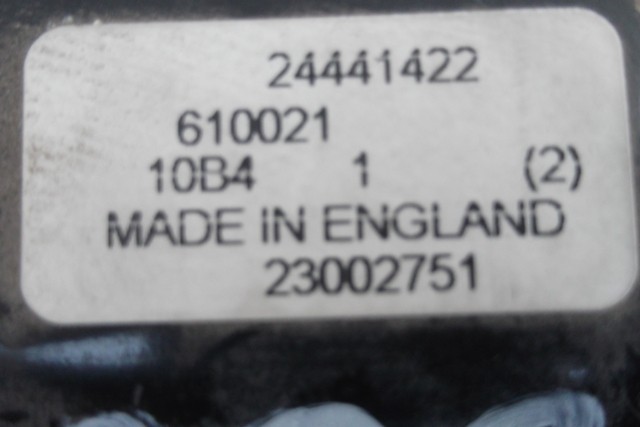 24441422
610021
10B4 1 (2)
MADE IN ENGLAND
23002751